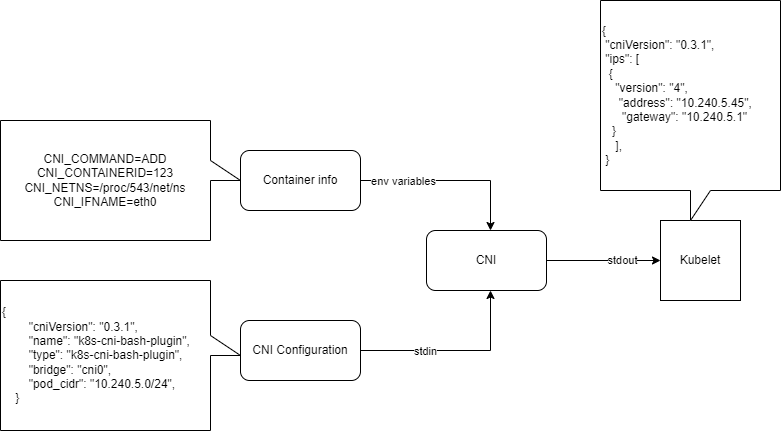 {
"cniVersion": "0.3.1",
"ips": [
{
"version": "4",
"address": "10.240.5.45",
"gateway": "10.240.5.1"
}
],
}
CNI_COMMAND=ADD
CNI_CONTAINERID=123
CNI_NETNS=/proc/543/net/ns
CNI_IFNAME=eth0
Container info
env variables
CNI
stdout
Kubelet
{
"cniVersion": "0.3.1",
"name": "k8s-cni-bash-plugin",
"type": "k8s-cni-bash-plugin",
"bridge": "cni0",
"pod_cidr": "10.240.5.0/24",
}
CNI Configuration
stdin